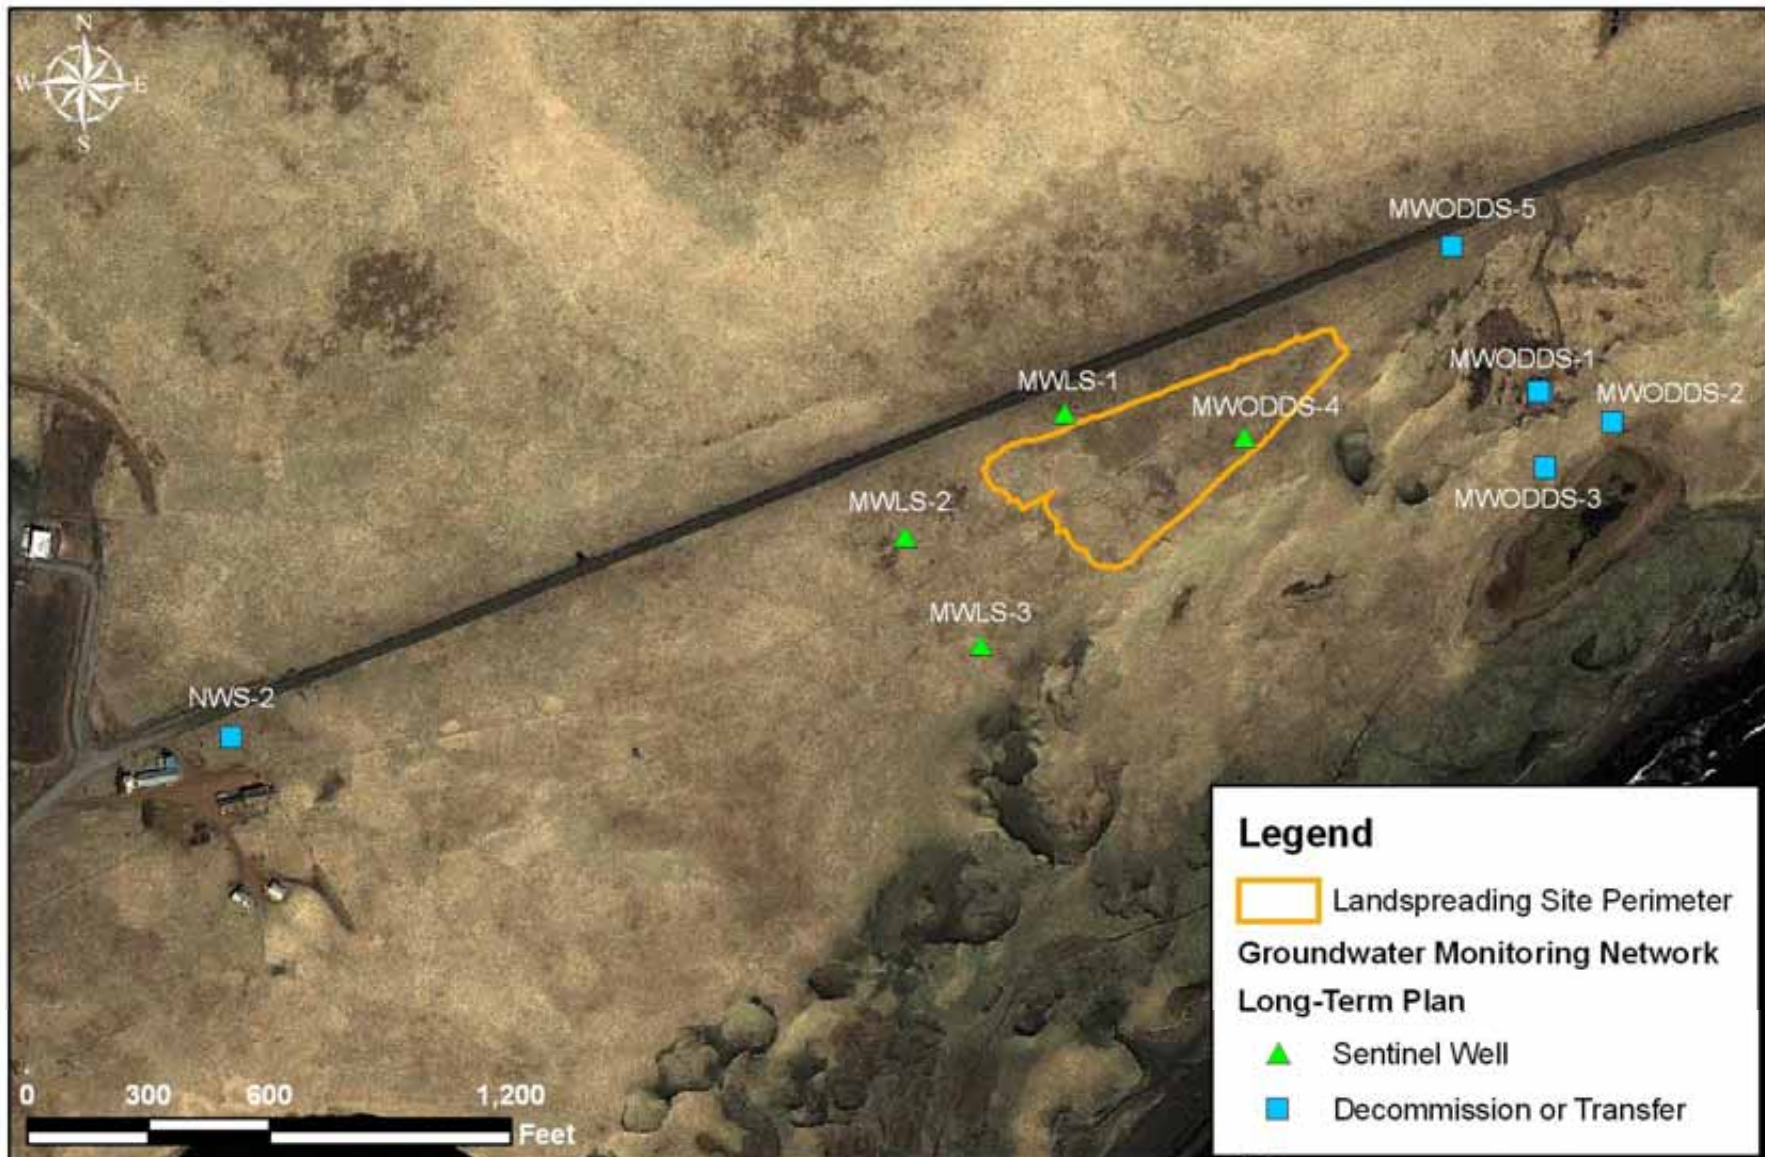 N
W E
S
MWODDS-5
MWODDS-1
MWLS-1
MWODDS-2
MWODDS-4
MWODDS-3
MWLS-2
MWLS-3
NWS-2
Legend
Landspreading Site Perimeter
Groundwater Monitoring Network
Long-Term Plan
Sentinel Well
Decommission or Transfer
0 300 600 1,200
Feet